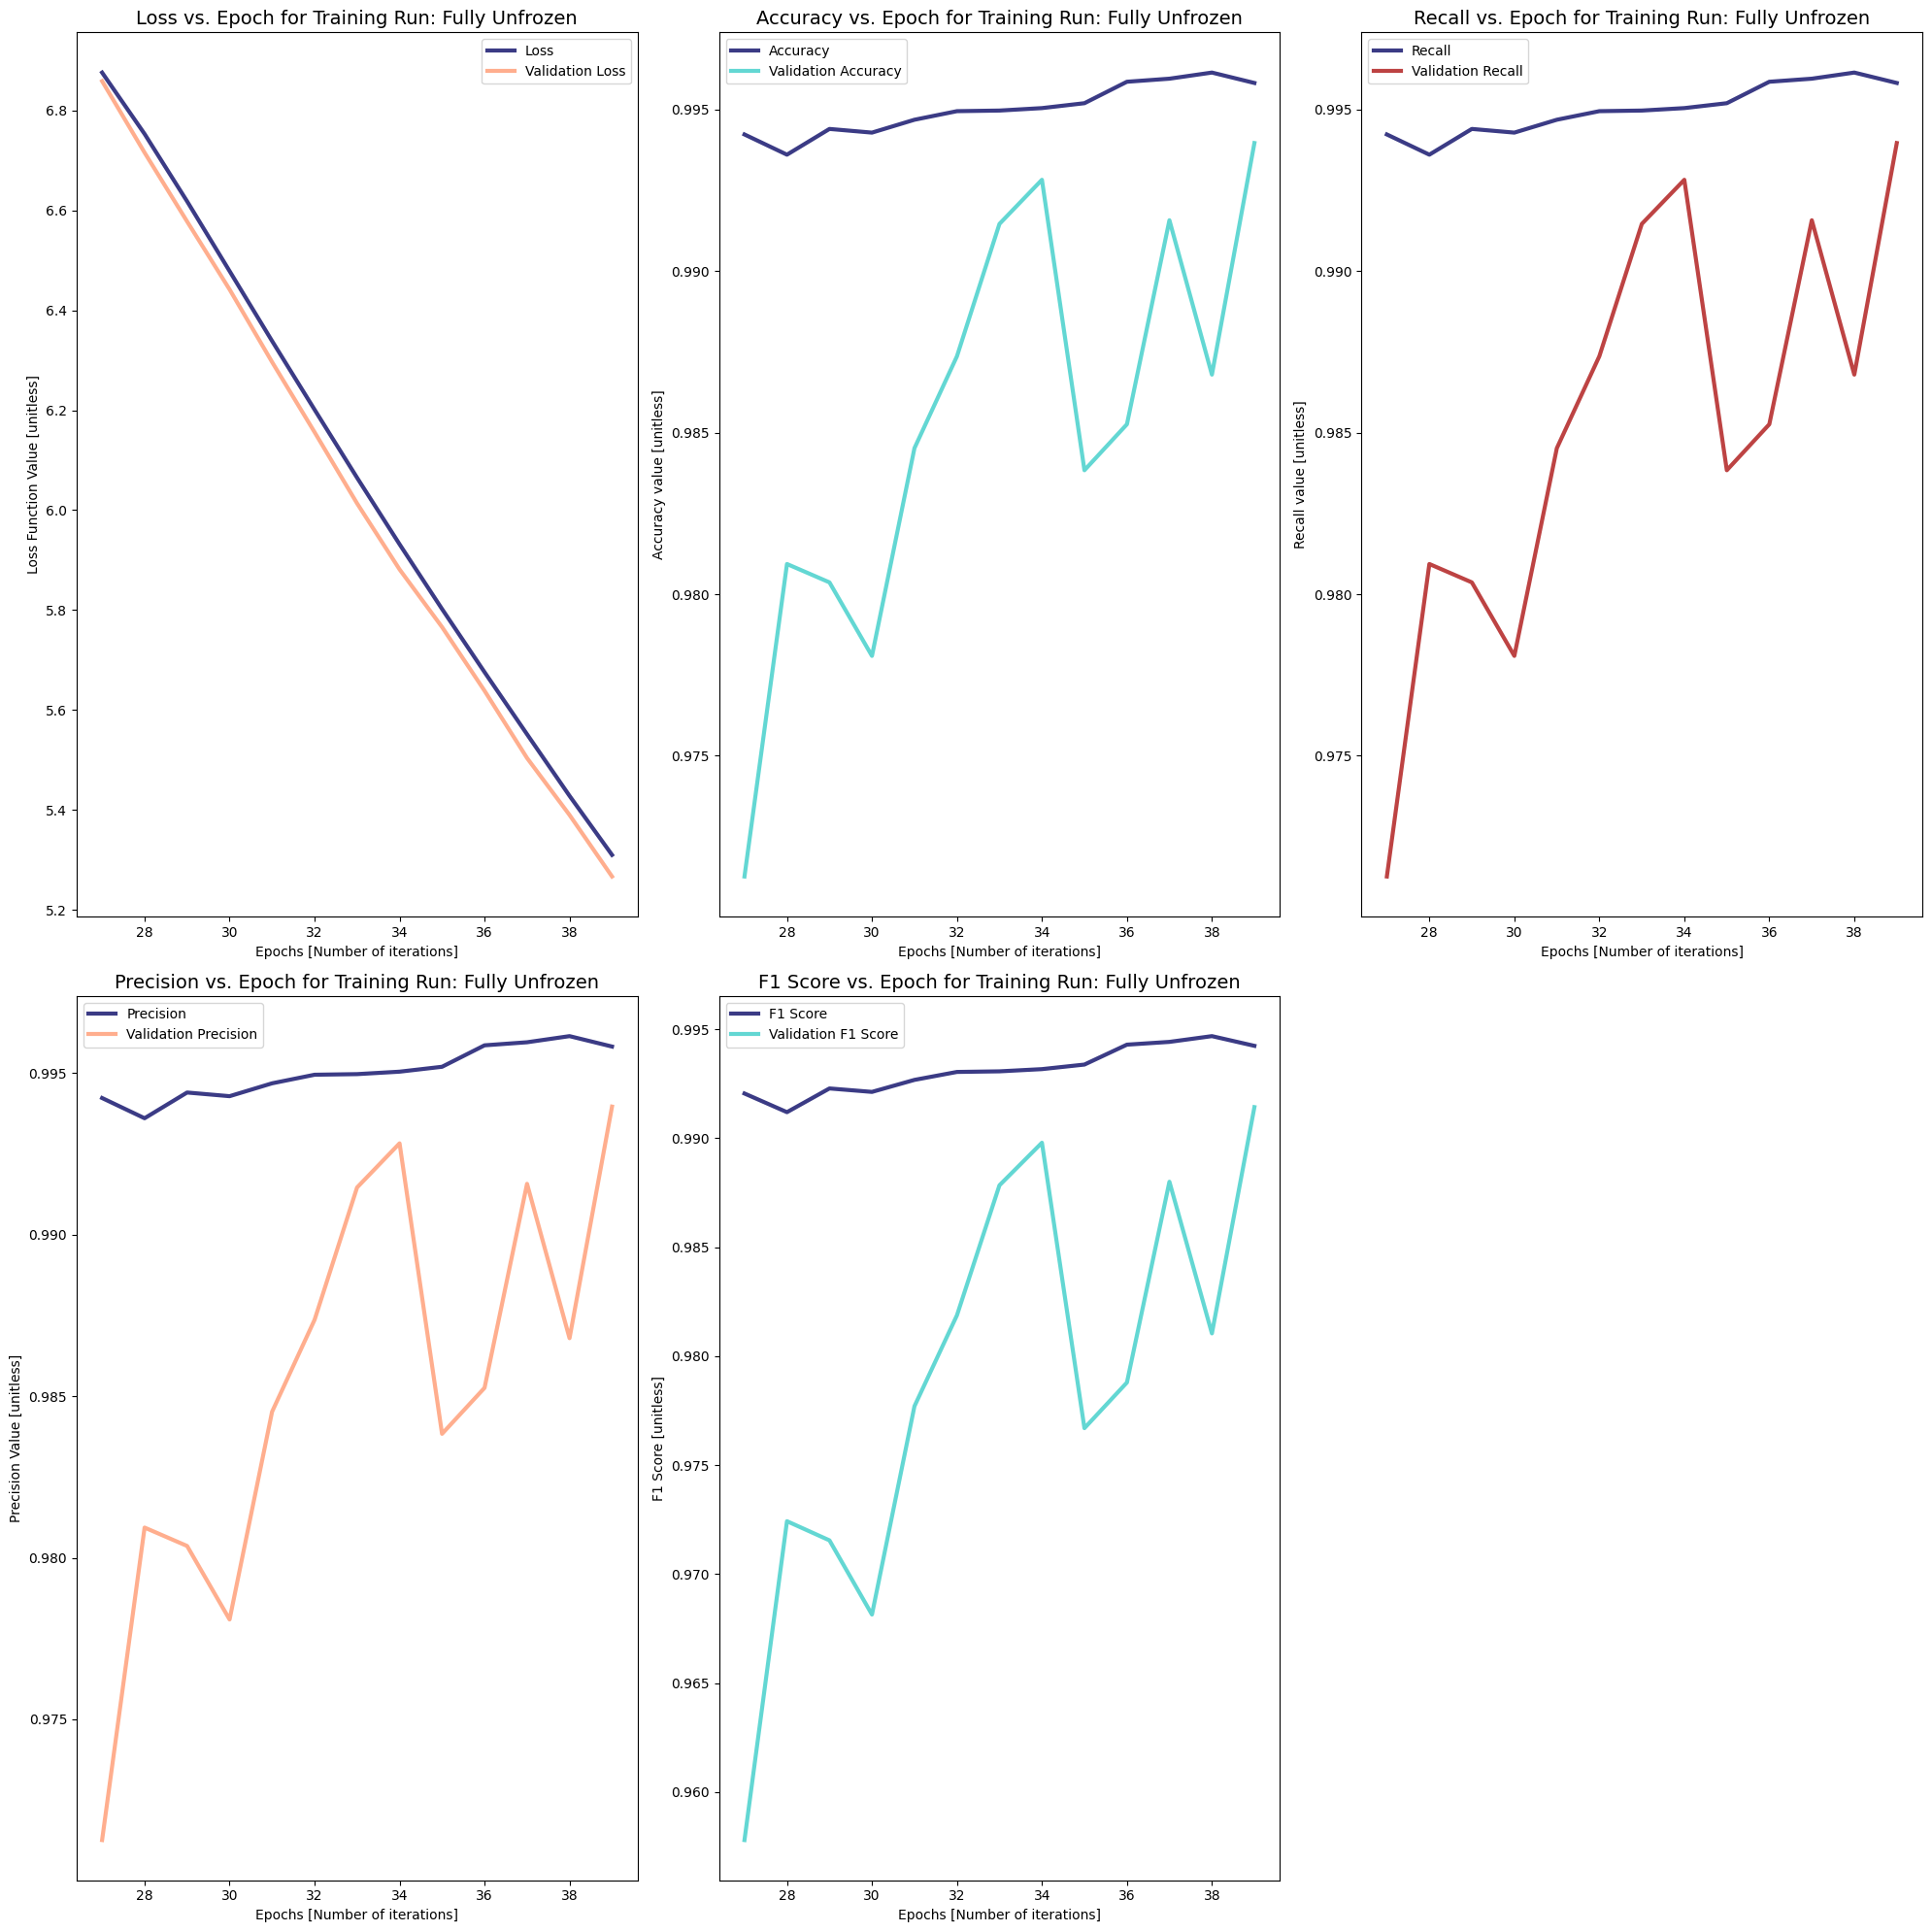 Loss vs. Epoch for Training Run: Fully Unfrozen
Loss
Validation Loss
6.8
6.6
6.4
6.2
6.0
5.8
5.6
5.4
5.2
Loss Function Value [unitless]
28 30 32 34 36 38
Epochs [Number of iterations]
Accuracy vs. Epoch for Training Run: Fully Unfrozen
Accuracy
Validation Accuracy
0.995
0.990
0.985
0.980
0.975
Accuracy value [unitless]
28 30 32 34 36 38
Epochs [Number of iterations]
Recall vs. Epoch for Training Run: Fully Unfrozen
Recall
Validation Recall
0.995
0.990
0.985
0.980
0.975
Recall value [unitless]
28 30 32 34 36 38
Epochs [Number of iterations]
Precision vs. Epoch for Training Run: Fully Unfrozen
Precision
Validation Precision
0.995
0.990
0.985
0.980
0.975
Precision Value [unitless]
28 30 32 34 36 38
Epochs [Number of iterations]
F1 Score vs. Epoch for Training Run: Fully Unfrozen
F1 Score
Validation F1 Score
0.995
0.990
0.985
0.980
0.975
0.970
0.965
0.960
F1 Score [unitless]
28 30 32 34 36 38
Epochs [Number of iterations]